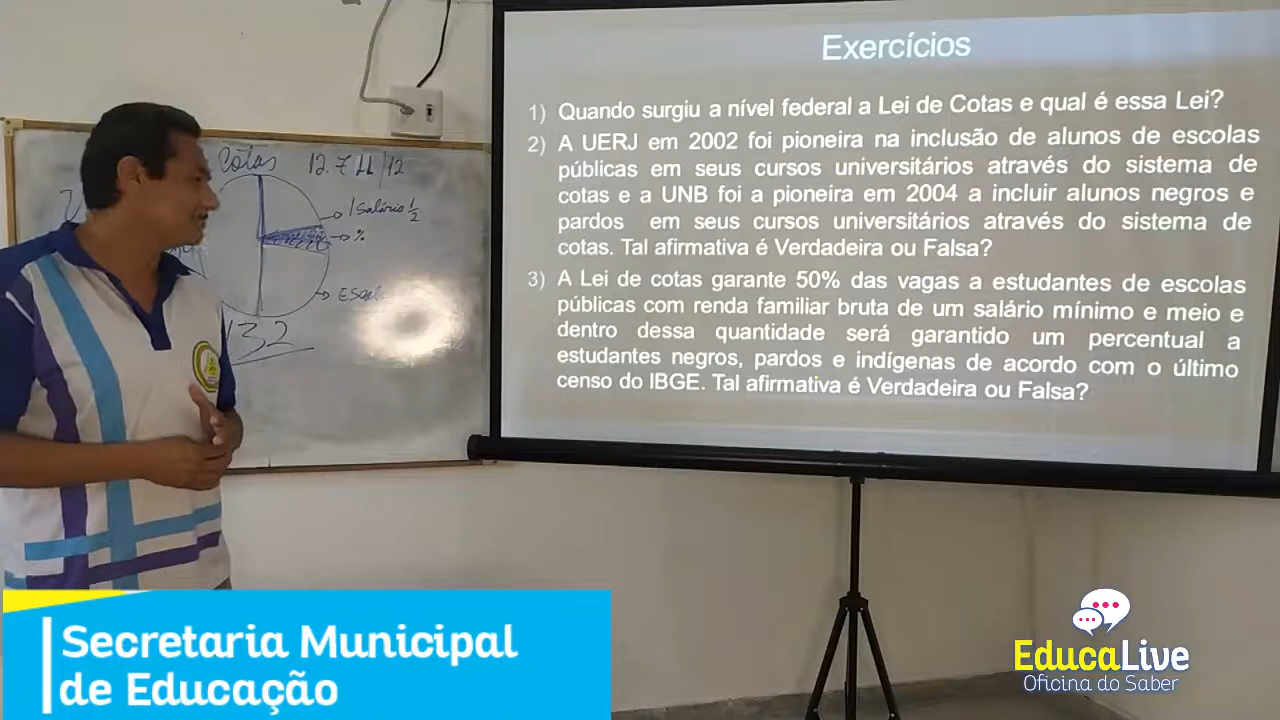 Exercícios
1) Quando surgiu a nível federal a Lei de Cotas e qual é essa Lei?
2) A UERJ em 2002 foi pioneira na inclusão de alunos de escolas
públicas em seus cursos universitários através do sistema de
cotas e a UNB foi a pioneira em 2004 a incluir alunos negros e
pardos em seus cursos universitários através do sistema de
cotas. Tal afirmativa é Verdadeira ou Falsa?
3) A Lei de cotas garante 50% das vagas a estudantes de escolas
públicas com renda familiar bruta de um salário mínimo e meio e
dentro dessa quantidade será garantido um percentual a
estudantes negros, pardos e indígenas de acordo com o último
censo do IBGE. Tal afirmativa é Verdadeira ou Falsa?
Cotas 12.711/12
1 Salário 1/2
%
132
Secretaria Municipal
de Educação
EducaLive
Oficina do Saber